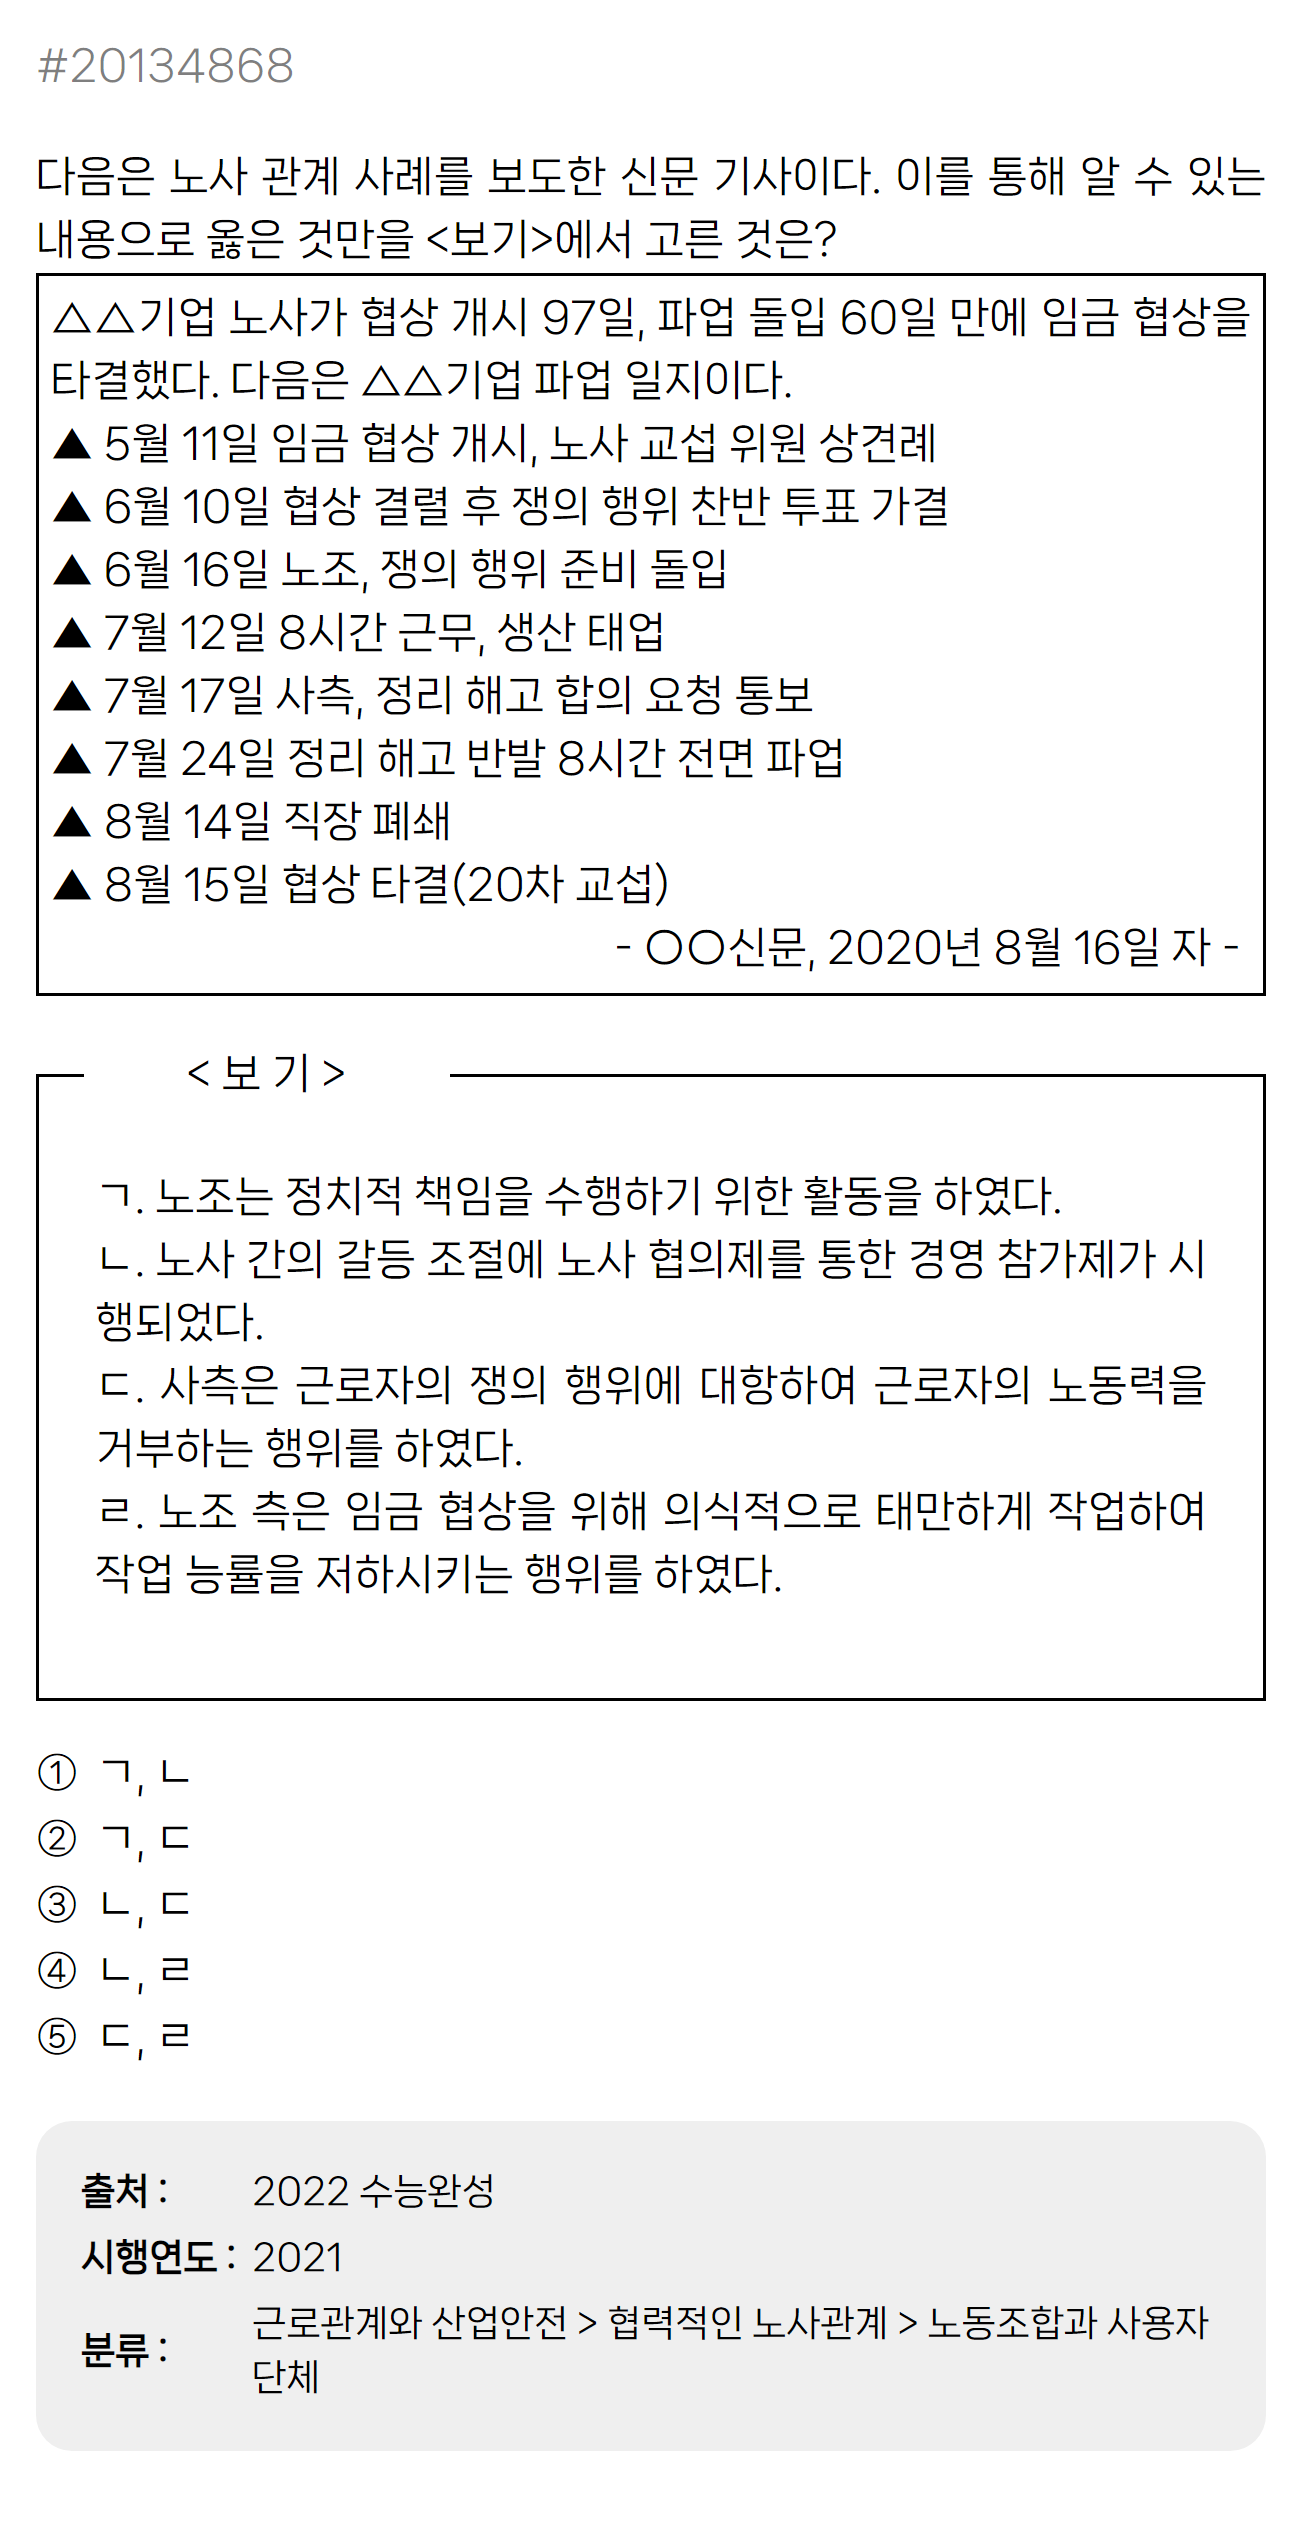 #20134868
다음은 노사 관계 사례를 보도한 신문 기사이다. 이를 통해 알 수 있는
내용으로 옳은 것만을 <보기>에서 고른 것은?
△△기업 노사가 협상 개시 97일, 파업 돌입 60일 만에 임금 협상을
타결했다. 다음은 △△기업 파업 일지이다.
▲ 5월 11일 임금 협상 개시, 노사 교섭 위원 상견례
▲ 6월 10일 협상 결렬 후 쟁의 행위 찬반 투표 가결
▲ 6월 16일 노조, 쟁의 행위 준비 돌입
▲ 7월 12일 8시간 근무, 생산 태업
▲ 7월 17일 사측, 정리 해고 합의 요청 통보
▲ 7월 24일 정리 해고 반발 8시간 전면 파업
▲ 8월 14일 직장 폐쇄
▲ 8월 15일 협상 타결(20차 교섭)
- ○○신문, 2020년 8월 16일 자 -
< 보 기 >
ㄱ. 노조는 정치적 책임을 수행하기 위한 활동을 하였다.
ㄴ. 노사 간의 갈등 조절에 노사 협의제를 통한 경영 참가제가 시
행되었다.
ㄷ. 사측은 근로자의 쟁의 행위에 대항하여 근로자의 노동력을
거부하는 행위를 하였다.
ㄹ. 노조 측은 임금 협상을 위해 의식적으로 태만하게 작업하여
작업 능률을 저하시키는 행위를 하였다.
① ㄱ, ㄴ
② ㄱ, ㄷ
③ ㄴ, ㄷ
④ ㄴ, ㄹ
⑤ ㄷ, ㄹ
출처 : 2022 수능완성
시행연도 : 2021
분류 : 근로관계와 산업안전 > 협력적인 노사관계 > 노동조합과 사용자
단체